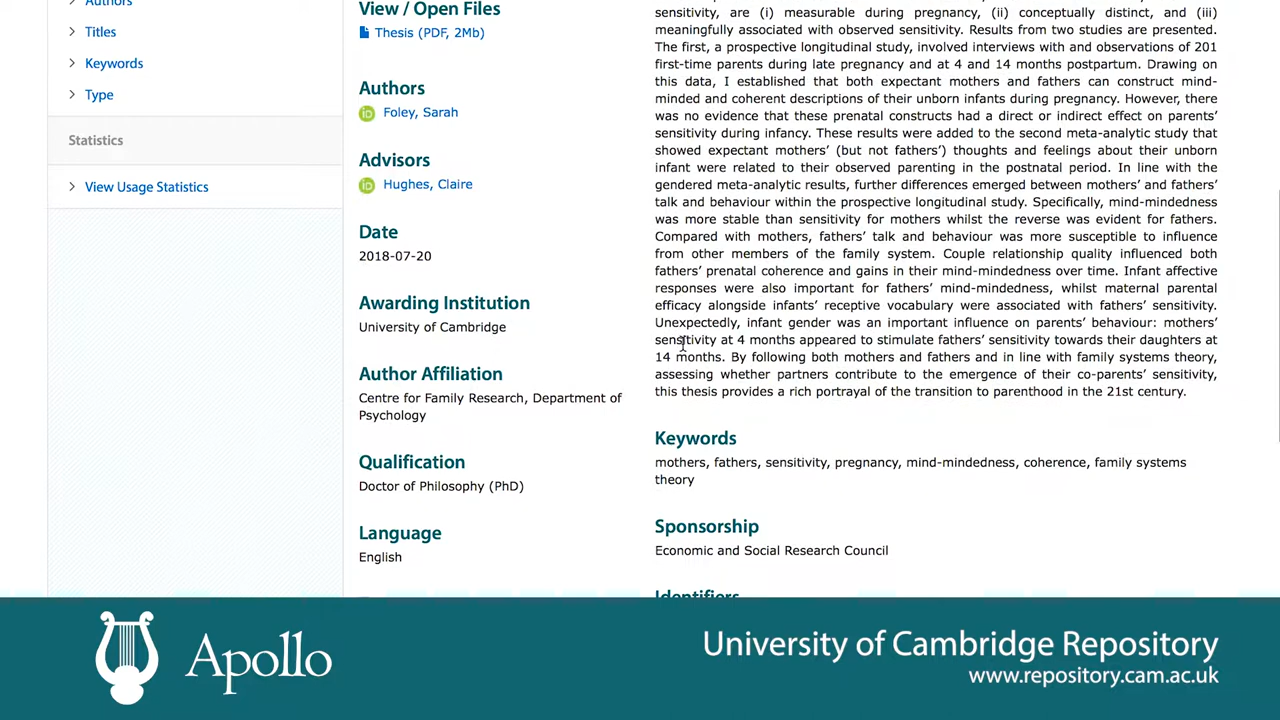 Authors
Titles
Keywords
Type
Statistics
View Usage Statistics
View / Open Files
Thesis (PDF, 2Mb)
Authors
iD Foley, Sarah
Advisors
iD Hughes, Claire
Date
2018-07-20
Awarding Institution
University of Cambridge
Author Affiliation
Centre for Family Research, Department of
Psychology
Qualification
Doctor of Philosophy (PhD)
Language
English
sensitivity, are (i) measurable during pregnancy, (ii) conceptually distinct, and (iii)
meaningfully associated with observed sensitivity. Results from two studies are presented.
The first, a prospective longitudinal study, involved interviews with and observations of 201
first-time parents during late pregnancy and at 4 and 14 months postpartum. Drawing on
this data, I established that both expectant mothers and fathers can construct mind-
minded and coherent descriptions of their unborn infants during pregnancy. However, there
was no evidence that these prenatal constructs had a direct or indirect effect on parents’
sensitivity during infancy. These results were added to the second meta-analytic study that
showed expectant mothers’ (but not fathers’) thoughts and feelings about their unborn
infant were related to their observed parenting in the postnatal period. In line with the
gendered meta-analytic results, further differences emerged between mothers’ and fathers’
talk and behaviour within the prospective longitudinal study. Specifically, mind-mindedness
was more stable than sensitivity for mothers whilst the reverse was evident for fathers.
Compared with mothers, fathers’ talk and behaviour was more susceptible to influence
from other members of the family system. Couple relationship quality influenced both
fathers’ prenatal coherence and gains in their mind-mindedness over time. Infant affective
responses were also important for fathers’ mind-mindedness, whilst maternal parental
efficacy alongside infants’ receptive vocabulary were associated with fathers’ sensitivity.
Unexpectedly, infant gender was an important influence on parents’ behaviour: mothers’
sensitivity at 4 months appeared to stimulate fathers’ sensitivity towards their daughters at
14 months. By following both mothers and fathers and in line with family systems theory,
assessing whether partners contribute to the emergence of their co-parents’ sensitivity,
this thesis provides a rich portrayal of the transition to parenthood in the 21st century.
Keywords
mothers, fathers, sensitivity, pregnancy, mind-mindedness, coherence, family systems
theory
Sponsorship
Economic and Social Research Council
Identifiers
Apollo
University of Cambridge Repository
www.repository.cam.ac.uk